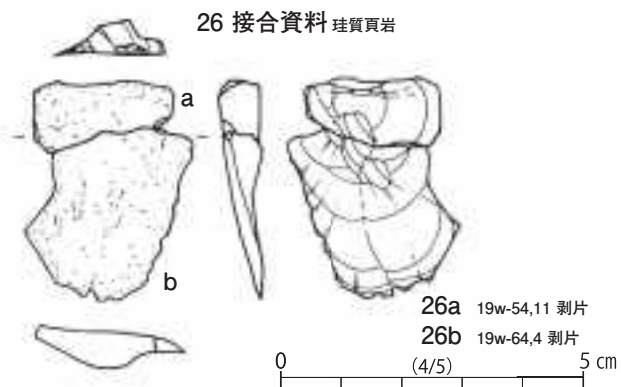 26 接合資料 珪質頁岩
a
b
26a 19w-54,11 剥片
26b 19w-64,4 剥片
0 (4/5) 5 cm